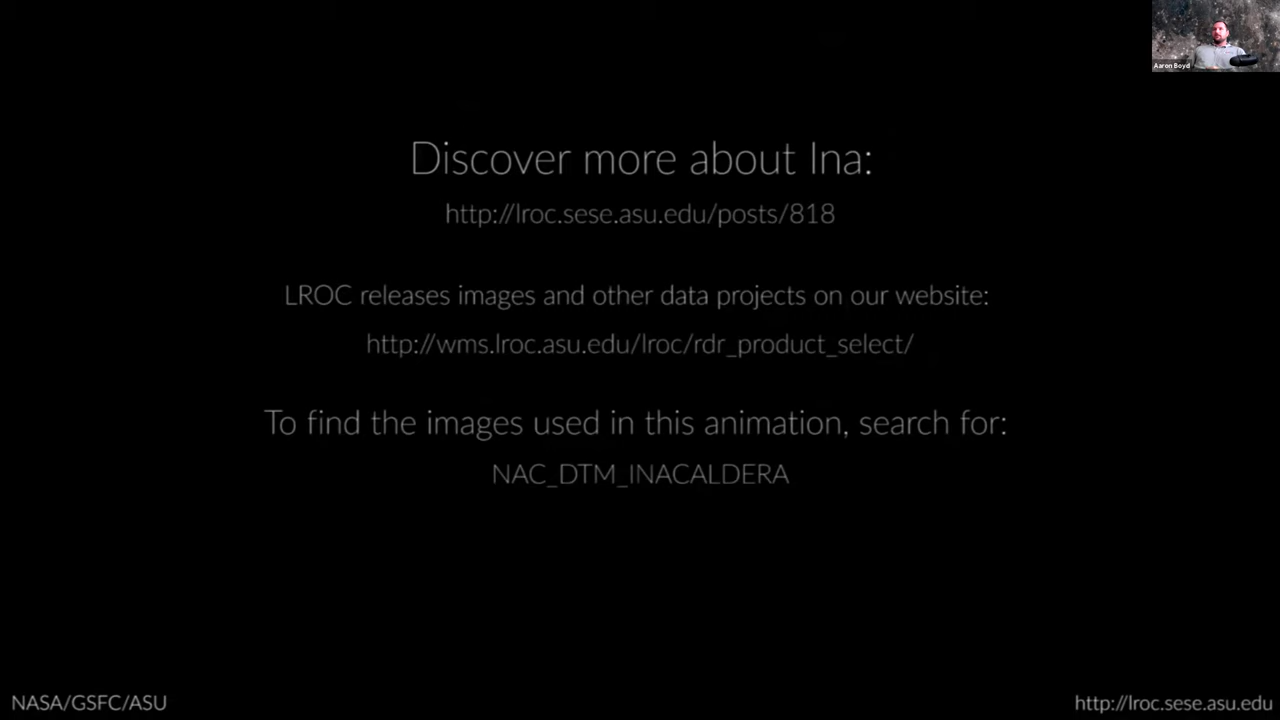 Aaron Boyd
Discover more about Ina:
http://lroc.sese.asu.edu/posts/818
LROC releases images and other data projects on our website:
http://wms.lroc.asu.edu/lroc/rdr_product_select/
To find the images used in this animation, search for:
NAC_DTM_INACALDERA
NASA/GSFC/ASU
http://lroc.sese.asu.edu